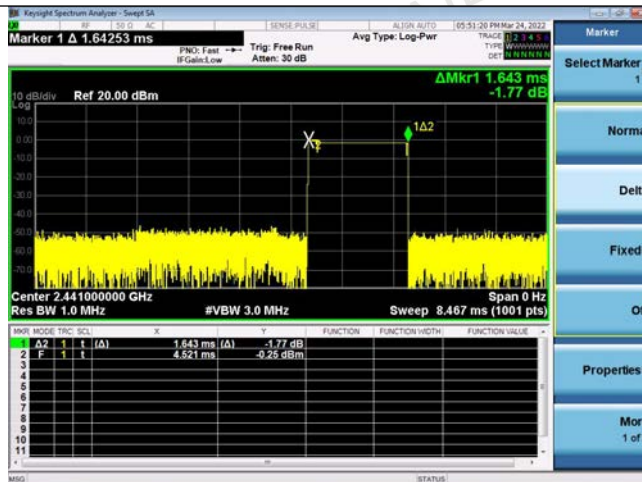 Keysight Spectrum Analyzer - Swept SA
RF 50 Ω AC SENSE:PULSE ALIGN AUTO 05:51:20 PM Mar 24, 2022
Marker 1 Δ 1.64253 ms
Avg Type: Log-Pwr
TRACE 1 2 3 4 5 6
PNO: Fast Trig: Free Run
TYPE WWWWWW
IFGain:Low Atten: 30 dB
DET N N N N N N
ΔMkr1 1.643 ms
-1.77 dB
10 dB/div Ref 20.00 dBm
Log
10.0
0.00
-10.0
-20.0
-30.0
-40.0
-50.0
-60.0
-70.0
X
1Δ2
Center 2.441000000 GHz Span 0 Hz
Res BW 1.0 MHz #VBW 3.0 MHz Sweep 8.467 ms (1001 pts)
MKR MODE TRC SCL X Y FUNCTION FUNCTION WIDTH FUNCTION VALUE
1 Δ2 1 t (Δ) 1.643 ms (Δ) -1.77 dB
2 F 1 t 4.521 ms -0.25 dBm
3
4
5
6
7
8
9
10
11
MSG STATUS
Marker
Select Marker
1
Norma
Delt
Fixed
Of
Properties
Mor
1 of